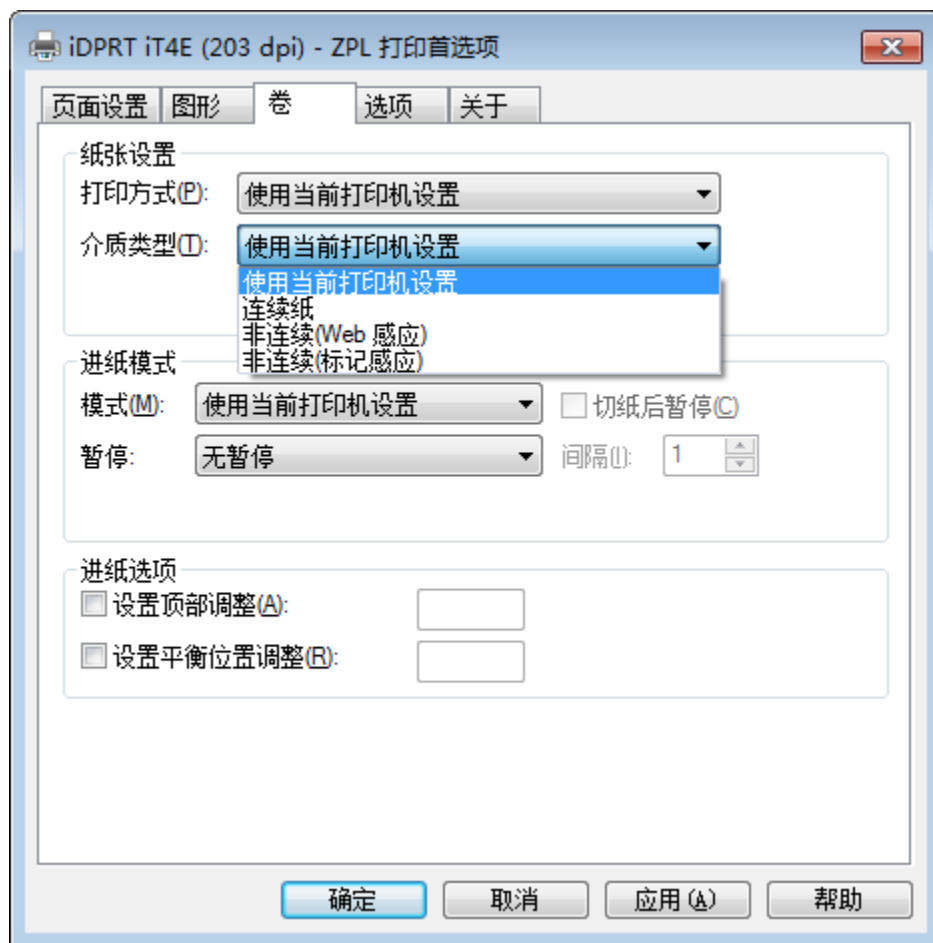 iDPRT iT4E (203 dpi) - ZPL 打印首选项
页面设置 图形 卷 选项 关于
纸张设置
打印方式(P): 使用当前打印机设置
介质类型(T): 使用当前打印机设置
使用当前打印机设置
连续纸
非连续(Web 感应)
非连续(标记感应)
进纸模式
模式(M): 使用当前打印机设置 切纸后暂停(C)
暂停: 无暂停 间隔(I): 1
进纸选项
设置顶部调整(A):
设置平衡位置调整(R):
确定 取消 应用(A) 帮助